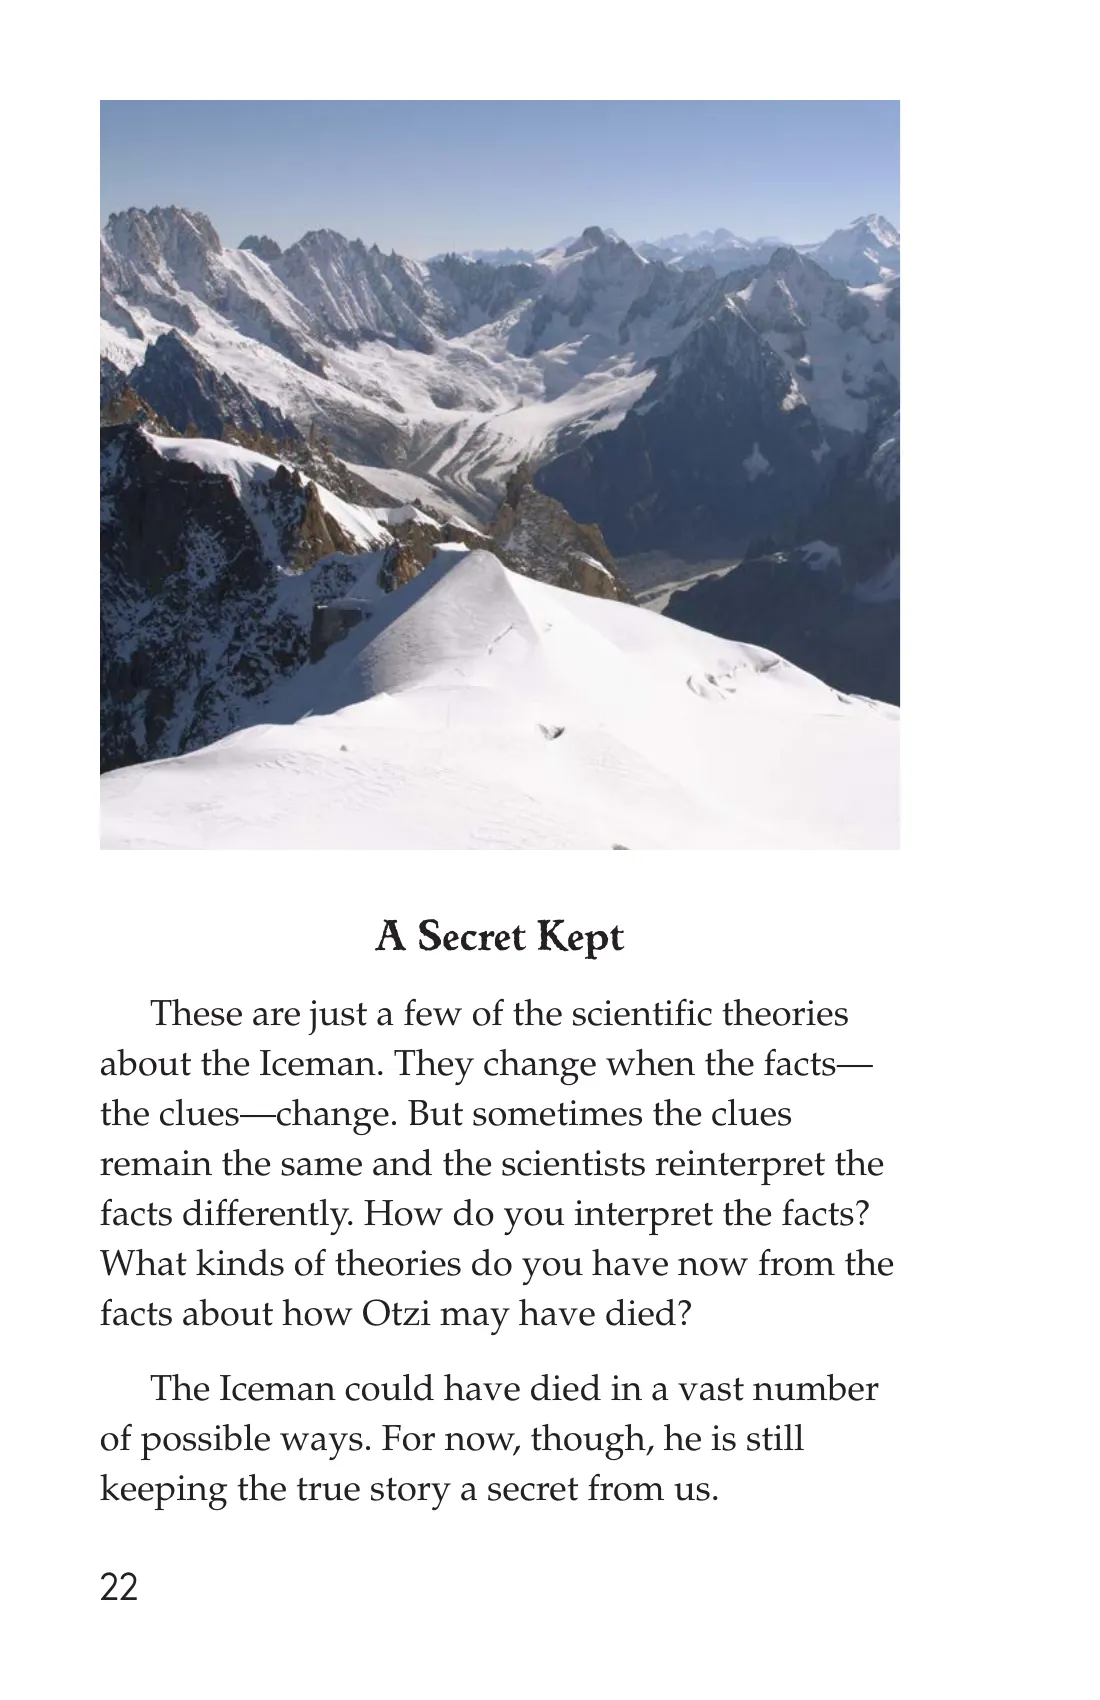 A Secret Kept
These are just a few of the scientific theories
about the Iceman. They change when the facts—
the clues—change. But sometimes the clues
remain the same and the scientists reinterpret the
facts differently. How do you interpret the facts?
What kinds of theories do you have now from the
facts about how Otzi may have died?
The Iceman could have died in a vast number
of possible ways. For now, though, he is still
keeping the true story a secret from us.
22